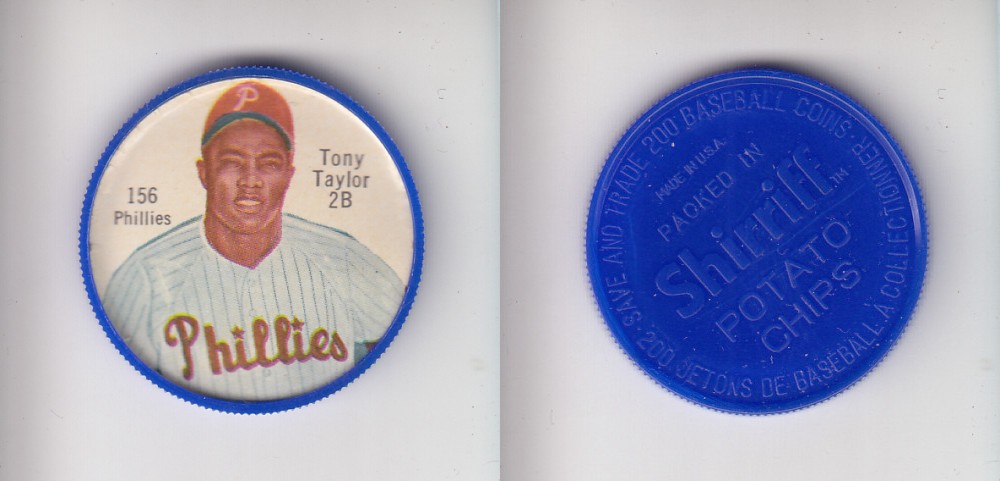 P
156
Phillies
Tony
Taylor
2B
Phillies
SAVE AND TRADE 200 BASEBALL COINS·
MADE IN U.S.A.
PACKED IN
Shirriff™
POTATO
CHIPS
200 JETONS DE BASEBALL À COLLECTIONNER·